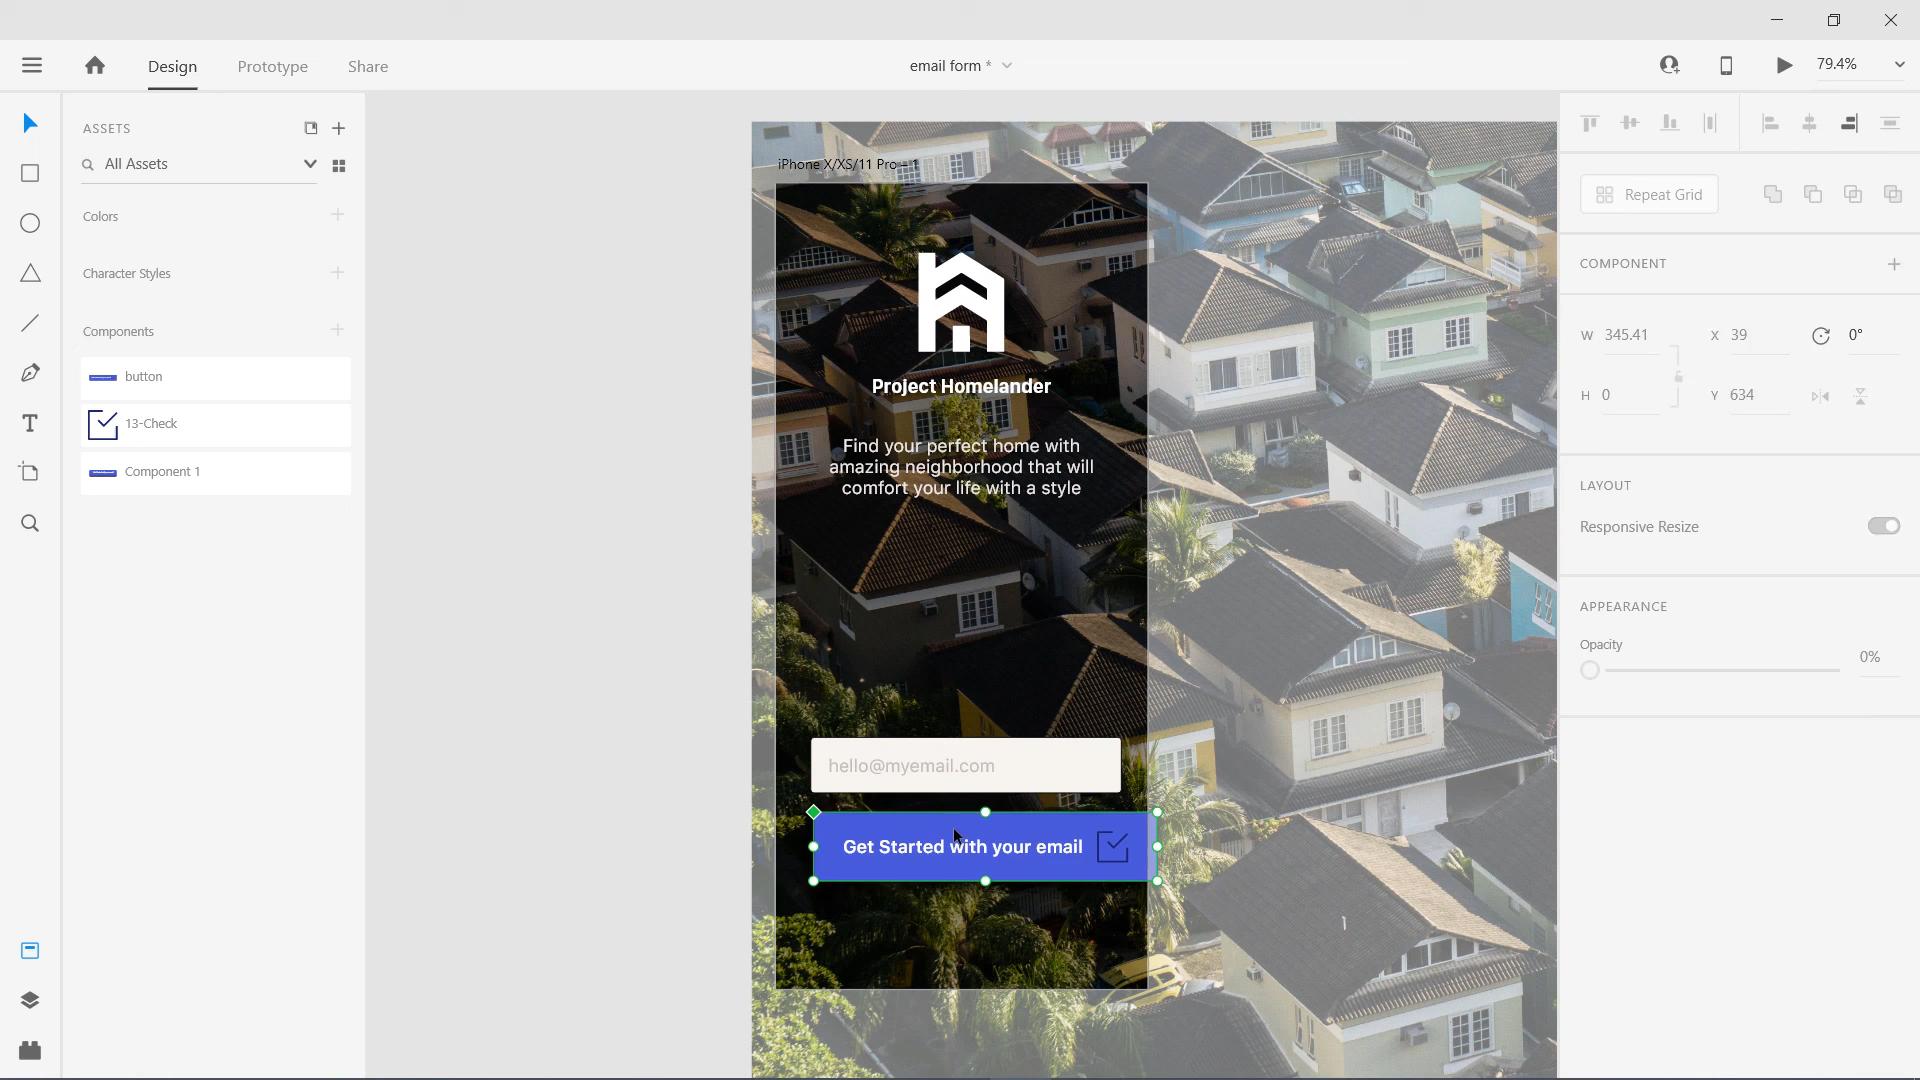 Design
Prototype
Share
email form *
79.4%
ASSETS
All Assets
Colors
Character Styles
Components
button
13-Check
Component 1
iPhone X/XS/11 Pro – 1
Project Homelander
Find your perfect home with
amazing neighborhood that will
comfort your life with a style
hello@myemail.com
Get Started with your email
Repeat Grid
COMPONENT
W 345.41
X 39
0°
H 0
Y 634
LAYOUT
Responsive Resize
APPEARANCE
Opacity
0%